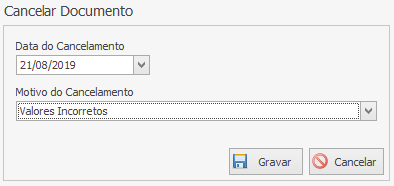 Cancelar Documento
Data do Cancelamento
21/08/2019
Motivo do Cancelamento
Valores Incorretos
Gravar Cancelar